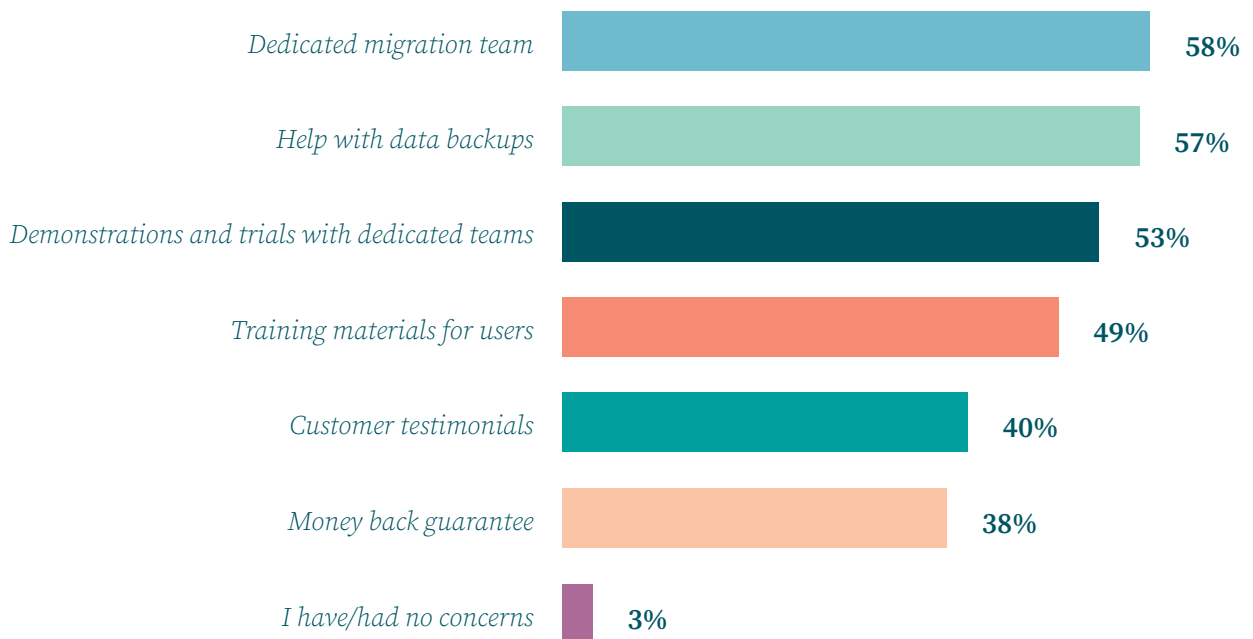 Dedicated migration team 58%
Help with data backups 57%
Demonstrations and trials with dedicated teams 53%
Training materials for users 49%
Customer testimonials 40%
Money back guarantee 38%
I have/had no concerns 3%